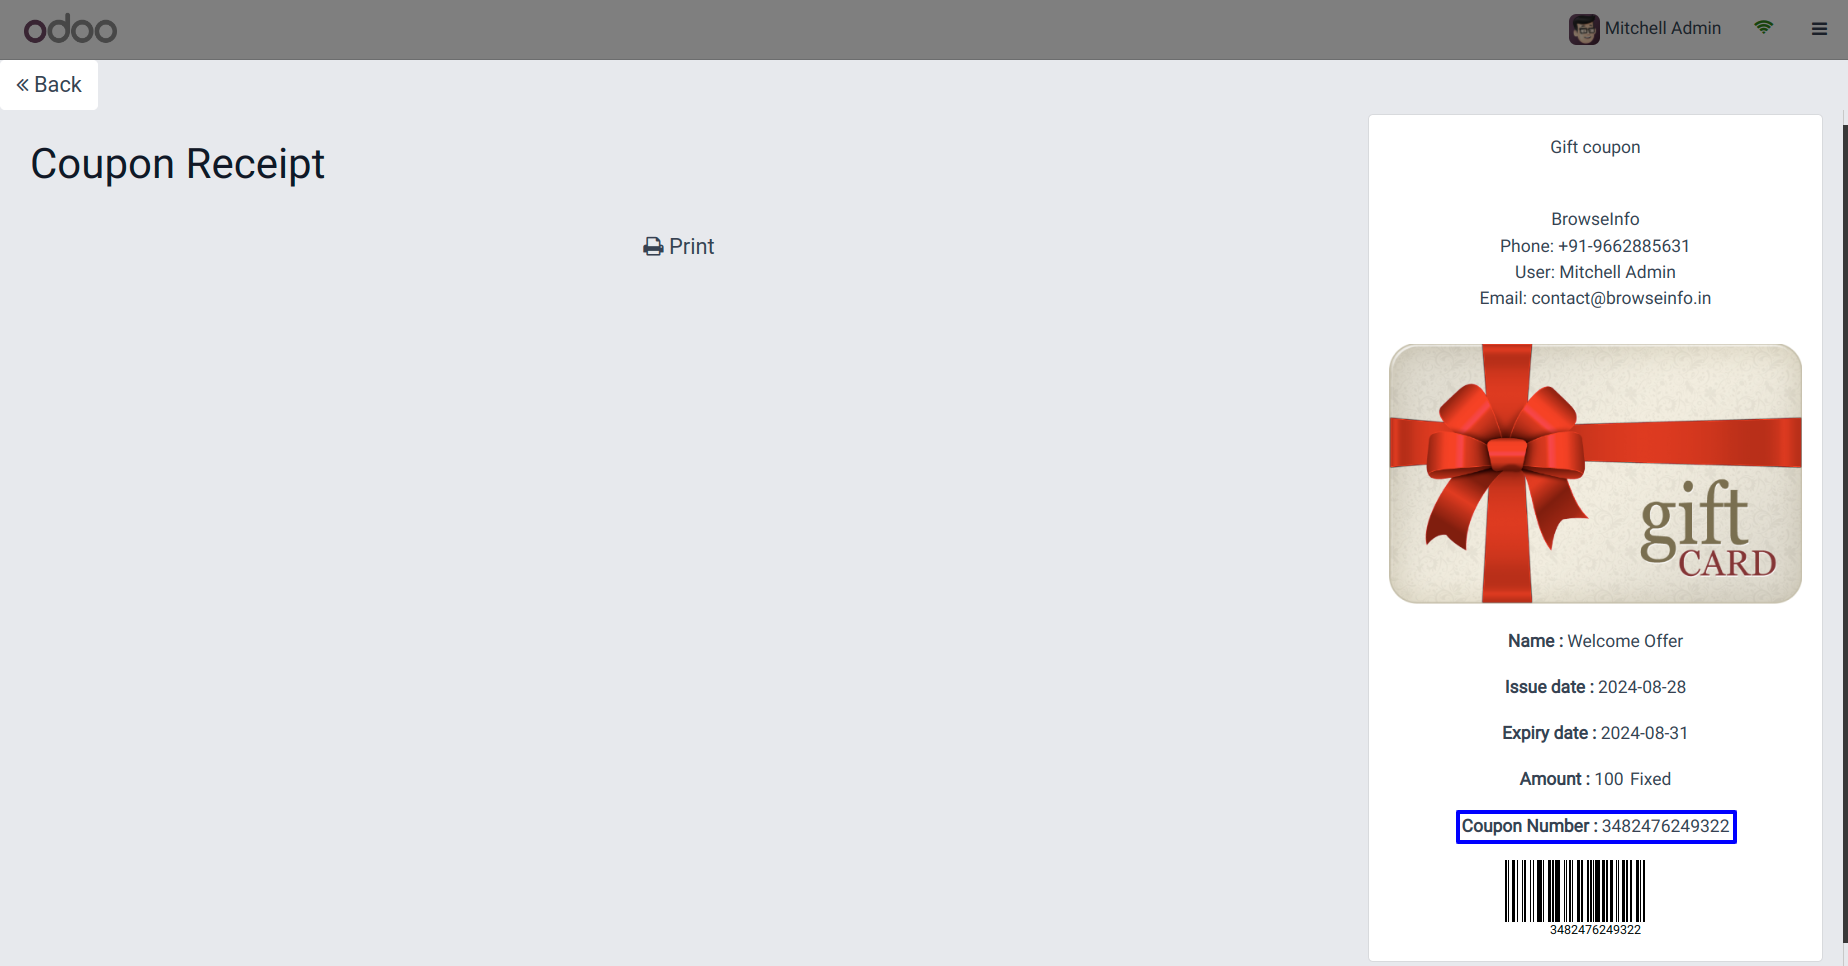 odoo
Mitchell Admin
Back
Coupon Receipt
Print
Gift coupon
BrowseInfo
Phone: +91-9662885631
User: Mitchell Admin
Email: contact@browseinfo.in
gift
CARD
Name : Welcome Offer
Issue date : 2024-08-28
Expiry date : 2024-08-31
Amount : 100 Fixed
Coupon Number : 3482476249322
3482476249322